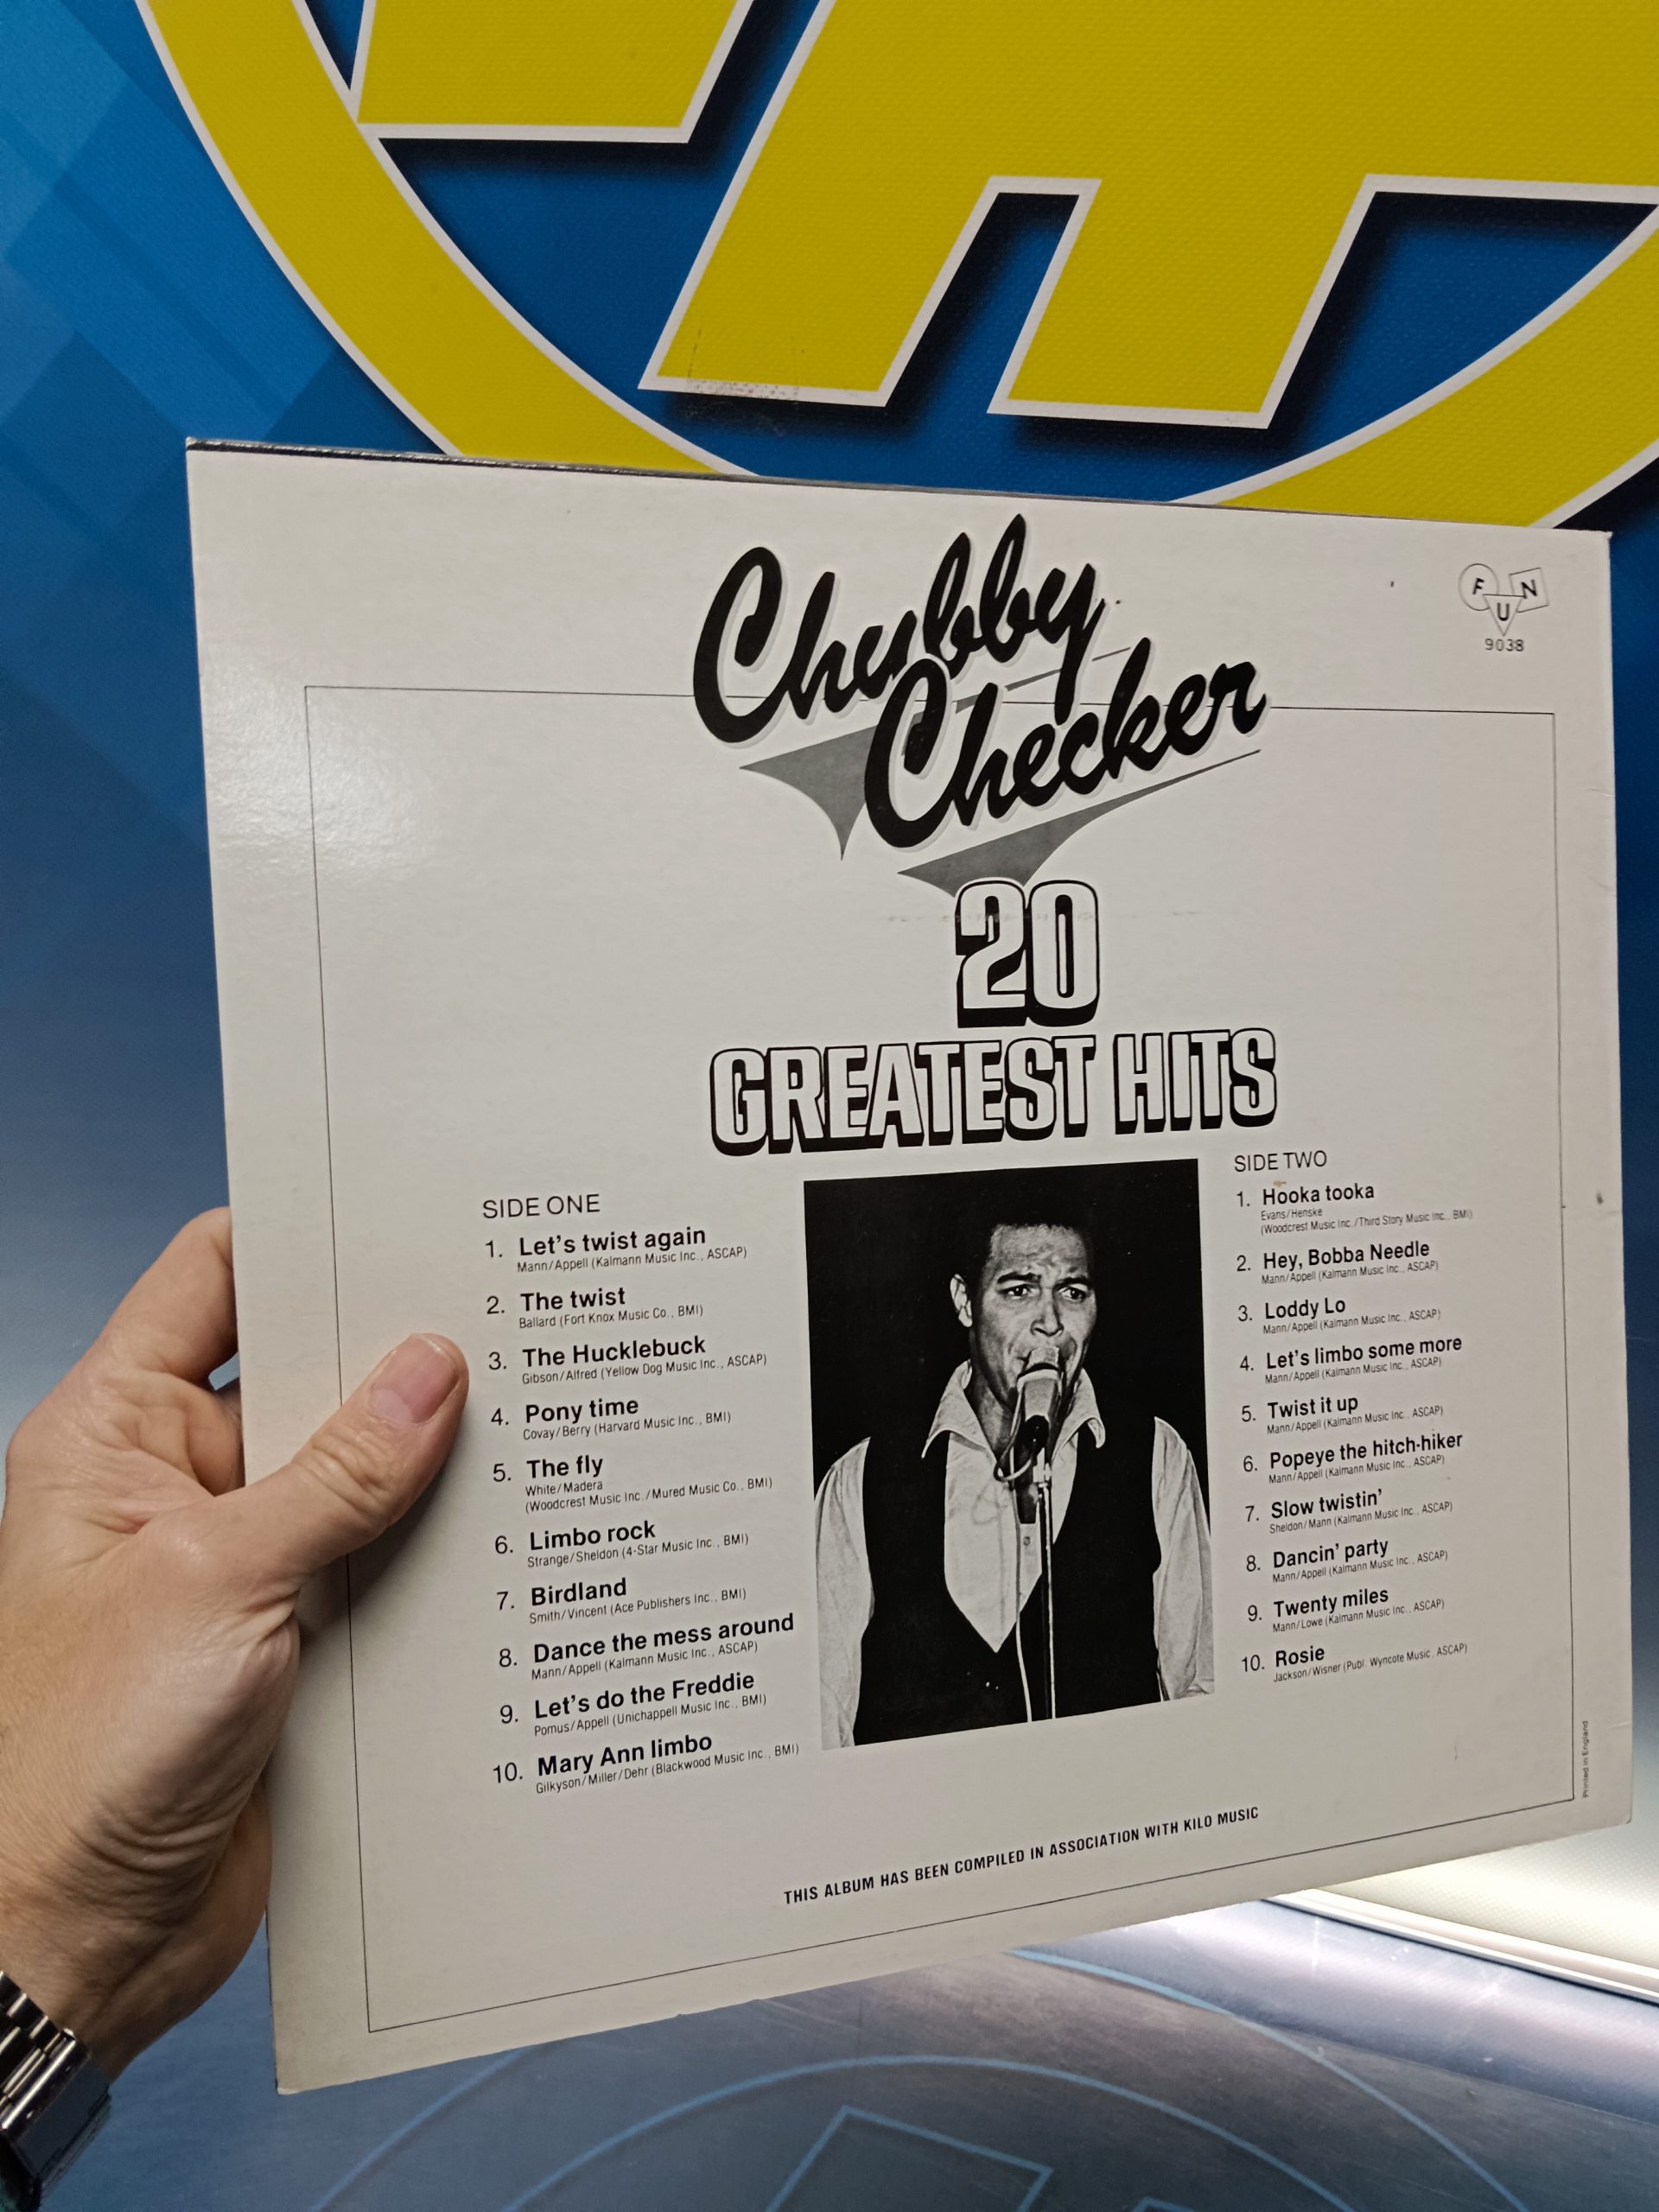 Chubby
Checker
F U N
9038
20
GREATEST HITS
SIDE ONE
1. Let's twist again
Mann/Appell (Kalmann Music Inc., ASCAP)
2. The twist
Ballard (Fort Knox Music Co., BMI)
3. The Hucklebuck
Gibson/Alfred (Yellow Dog Music Inc., ASCAP)
4. Pony time
Covay/Berry (Harvard Music Inc., BMI)
5. The fly
White/Madera
(Woodcrest Music Inc./Mured Music Co., BMI)
6. Limbo rock
Strange/Sheldon (4-Star Music Inc., BMI)
7. Birdland
Smith/Vincent (Ace Publishers Inc., BMI)
8. Dance the mess around
Mann/Appell (Kalmann Music Inc., ASCAP)
9. Let's do the Freddie
Pomus/Appell (Unichappell Music Inc., BMI)
10. Mary Ann limbo
Gilkyson/Miller/Dehr (Blackwood Music Inc., BMI)
SIDE TWO
1. Hooka tooka
Evans/Henske
(Woodcrest Music Inc./Third Story Music Inc., BMI)
2. Hey, Bobba Needle
Mann/Appell (Kalmann Music Inc., ASCAP)
3. Loddy Lo
Mann/Appell (Kalmann Music Inc., ASCAP)
4. Let's limbo some more
Mann/Appell (Kalmann Music Inc., ASCAP)
5. Twist it up
Mann/Appell (Kalmann Music Inc., ASCAP)
6. Popeye the hitch-hiker
Mann/Appell (Kalmann Music Inc., ASCAP)
7. Slow twistin'
Sheldon/Mann (Kalmann Music Inc., ASCAP)
8. Dancin' party
Mann/Appell (Kalmann Music Inc., ASCAP)
9. Twenty miles
Mann/Lowe (Kalmann Music Inc., ASCAP)
10. Rosie
Jackson/Wisner (Publ. Wyncote Music, ASCAP)
Printed in England
THIS ALBUM HAS BEEN COMPILED IN ASSOCIATION WITH KILO MUSIC